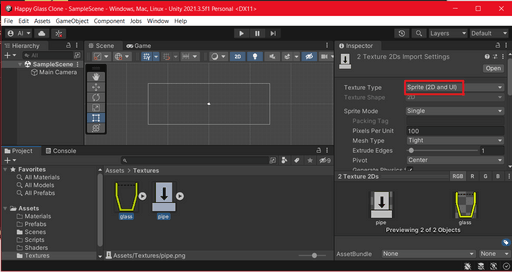 Happy Glass Clone - SampleScene - Windows, Mac, Linux - Unity 2021.3.5f1 Personal <DX11>
File Edit Assets GameObject Component Jobs Window Help
AI
Layers
Default
Hierarchy
Scene
Game
Inspector
All
SampleScene
Main Camera
2D
2 Texture 2Ds Import Settings
Open
Texture Type
Sprite (2D and UI)
Texture Shape
2D
Sprite Mode
Single
Packing Tag
Pixels Per Unit
100
Mesh Type
Tight
Extrude Edges
1
Pivot
Center
Generate Physics
Project
Console
Favorites
All Materials
All Models
All Prefabs
Assets
Materials
Prefabs
Scenes
Scripts
Shaders
Textures
Assets > Textures
glass
pipe
Assets/Textures/pipe.png
2 Texture 2Ds
RGB R G B
pipe
glass
Previewing 2 of 2 Objects
AssetBundle
None
None